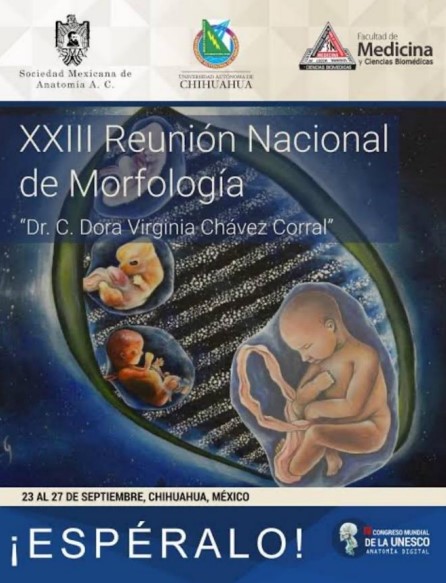 Sociedad Mexicana de
Anatomía A. C.
UNIVERSIDAD AUTÓNOMA DE
CHIHUAHUA
Facultad de
Medicina
y Ciencias Biomédicas
CIENCIAS BIOMÉDICAS
XXIII Reunión Nacional
de Morfología
"Dr. C. Dora Virginia Chávez Corral"
23 AL 27 DE SEPTIEMBRE, CHIHUAHUA, MÉXICO
¡ESPÉRALO!
CONGRESO MUNDIAL
DE LA UNESCO
ANATOMÍA DIGITAL